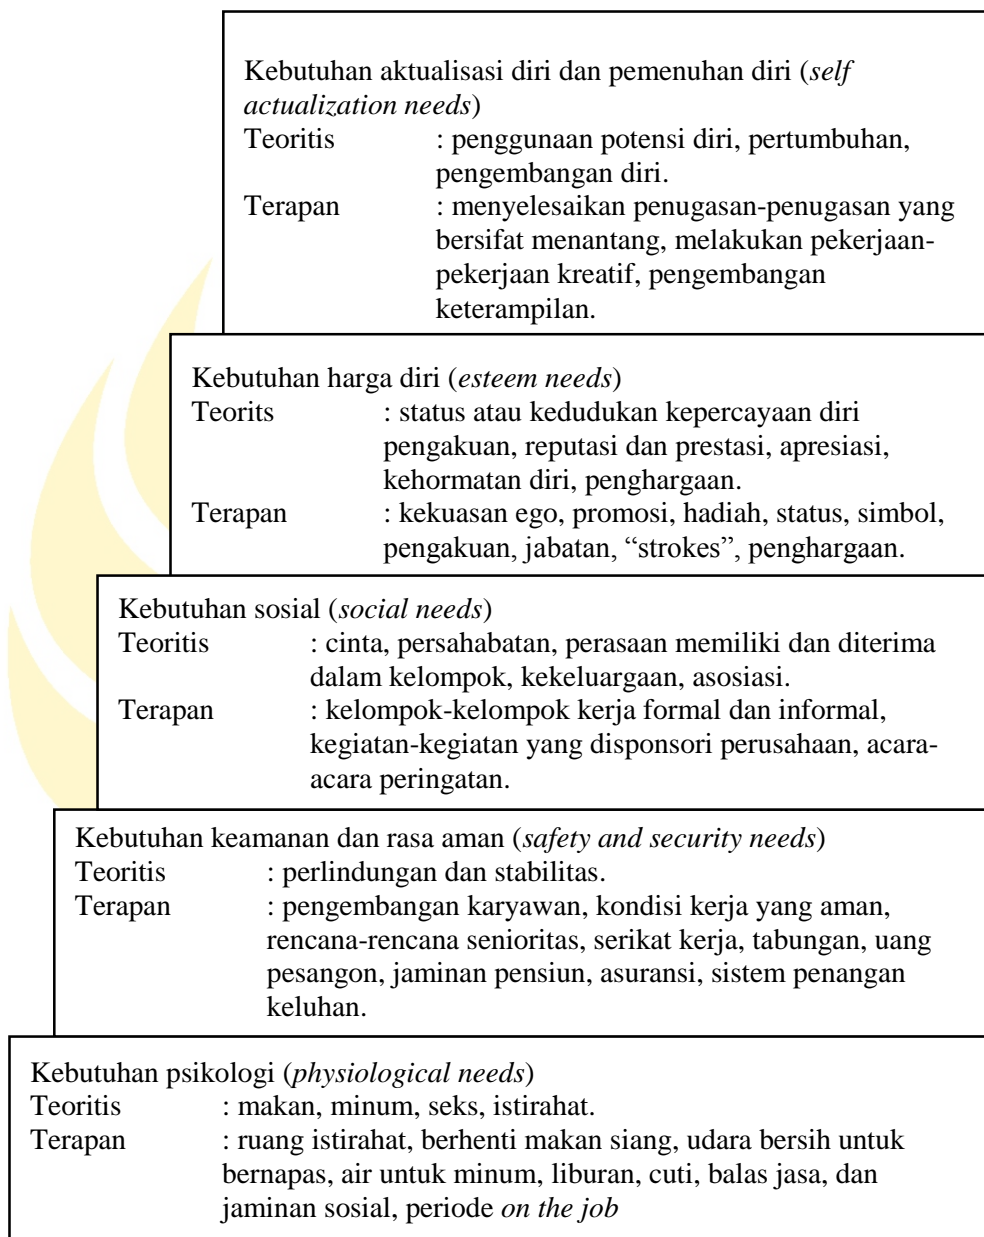 Kebutuhan aktualisasi diri dan pemenuhan diri (self
actualization needs)
Teoritis : penggunaan potensi diri, pertumbuhan,
pengembangan diri.
Terapan : menyelesaikan penugasan-penugasan yang
bersifat menantang, melakukan pekerjaan-
pekerjaan kreatif, pengembangan
keterampilan.
Kebutuhan harga diri (esteem needs)
Teorits : status atau kedudukan kepercayaan diri
pengakuan, reputasi dan prestasi, apresiasi,
kehormatan diri, penghargaan.
Terapan : kekuasan ego, promosi, hadiah, status, simbol,
pengakuan, jabatan, “strokes”, penghargaan.
Kebutuhan sosial (social needs)
Teoritis : cinta, persahabatan, perasaan memiliki dan diterima
dalam kelompok, kekeluargaan, asosiasi.
Terapan : kelompok-kelompok kerja formal dan informal,
kegiatan-kegiatan yang disponsori perusahaan, acara-
acara peringatan.
Kebutuhan keamanan dan rasa aman (safety and security needs)
Teoritis : perlindungan dan stabilitas.
Terapan : pengembangan karyawan, kondisi kerja yang aman,
rencana-rencana senioritas, serikat kerja, tabungan, uang
pesangon, jaminan pensiun, asuransi, sistem penangan
keluhan.
Kebutuhan psikologi (physiological needs)
Teoritis : makan, minum, seks, istirahat.
Terapan : ruang istirahat, berhenti makan siang, udara bersih untuk
bernapas, air untuk minum, liburan, cuti, balas jasa, dan
jaminan sosial, periode on the job